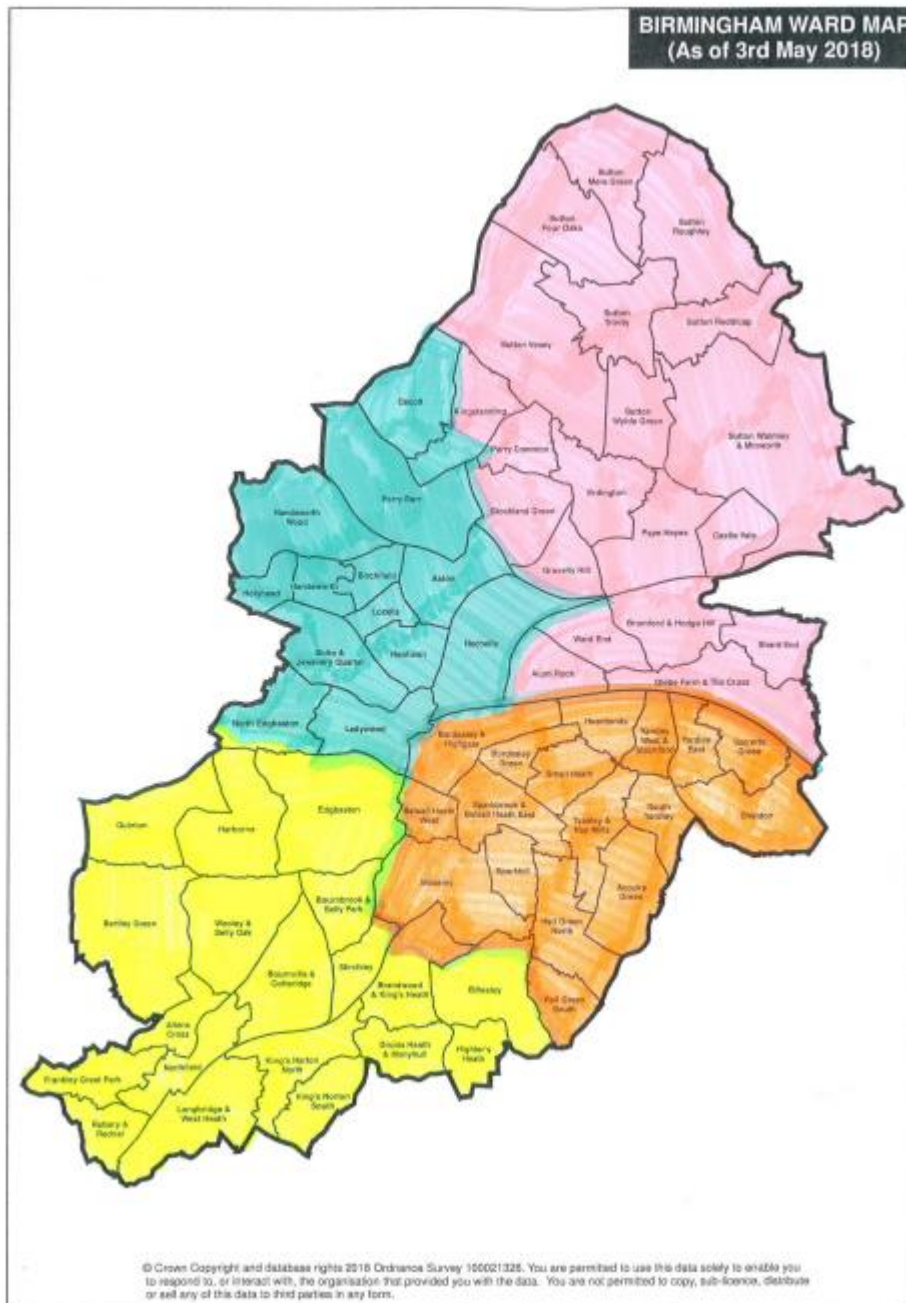 BIRMINGHAM WARD MAP
(As of 3rd May 2018)
Sutton
Mere Green
Sutton
Four Oaks
Sutton
Roughley
Sutton
Trinity
Sutton Reddicap
Sutton Vesey
Oscott
Kingstanding
Sutton
Wylde Green
Sutton Walmley
& Minworth
Perry Common
Perry Barr
Erdington
Handsworth
Wood
Stockland Green
Pype Hayes
Castle Vale
Gravelly Hill
Birchfield
Aston
Holyhead
Handsworth
Lozells
Bromford & Hodge Hill
Ward End
Shard End
Nechells
Soho &
Jewellery Quarter
Newtown
Alum Rock
Glebe Farm & Tile Cross
North Edgbaston
Ladywood
Bordesley &
Highgate
Heartlands
Yardley
West &
Stechford
Yardley
East
Garretts
Green
Bordesley
Green
Small Heath
Edgbaston
Balsall Heath
West
Sparkbrook &
Balsall Heath East
South
Yardley
Sheldon
Tyseley &
Hay Mills
Quinton
Harborne
Moseley
Sparkhill
Acocks
Green
Bournbrook &
Selly Park
Bartley Green
Weoley &
Selly Oak
Hall Green
North
Stirchley
Bournville &
Cotteridge
Brandwood
& King's Heath
Billesley
Hall Green
South
Allens
Cross
Druids Heath
& Monyhull
Highter's
Heath
Northfield
King's Norton
North
Frankley Great Park
King's Norton
South
Longbridge &
West Heath
Rubery &
Rednal
© Crown Copyright and database rights 2018 Ordnance Survey 100021326. You are permitted to use this data solely to enable you
to respond to, or interact with, the organisation that provided you with the data. You are not permitted to copy, sub-licence, distribute
or sell any of this data to third parties in any form.